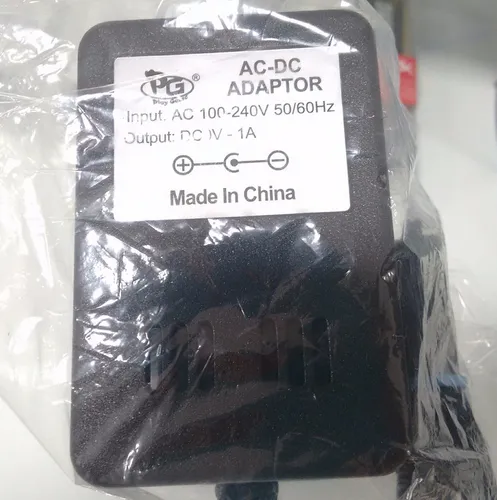 PG®
AC-DC
ADAPTOR
Input: AC 100-240V 50/60Hz
Output: DC V - 1A
Made In China